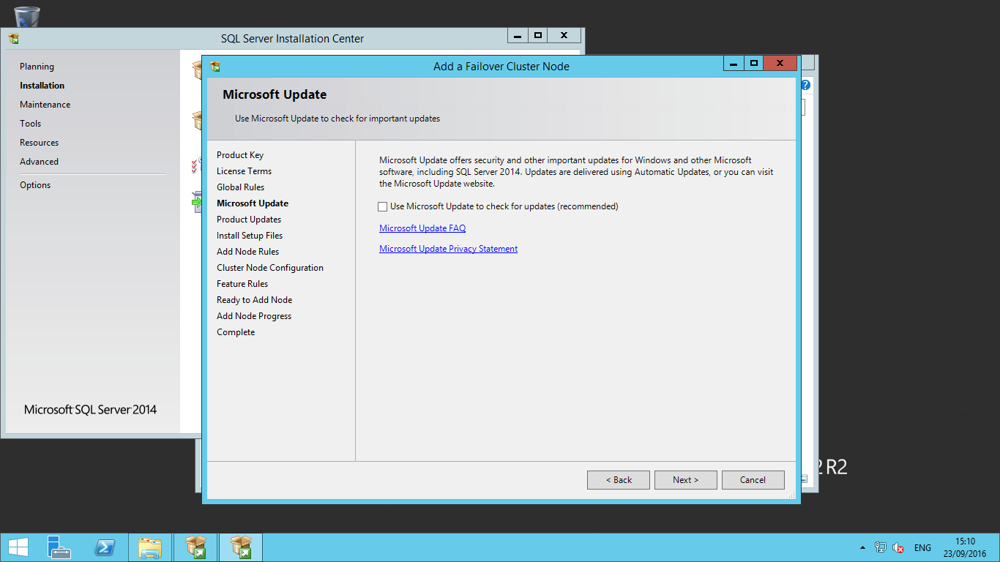 SQL Server Installation Center
Planning
Installation
Maintenance
Tools
Resources
Advanced
Options
Microsoft SQL Server 2014
Add a Failover Cluster Node
Microsoft Update
Use Microsoft Update to check for important updates
Product Key
License Terms
Global Rules
Microsoft Update
Product Updates
Install Setup Files
Add Node Rules
Cluster Node Configuration
Feature Rules
Ready to Add Node
Add Node Progress
Complete
Microsoft Update offers security and other important updates for Windows and other Microsoft
software, including SQL Server 2014. Updates are delivered using Automatic Updates, or you can visit
the Microsoft Update website.
Use Microsoft Update to check for updates (recommended)
Microsoft Update FAQ
Microsoft Update Privacy Statement
< Back
Next >
Cancel
R2
ENG
15:10
23/09/2016